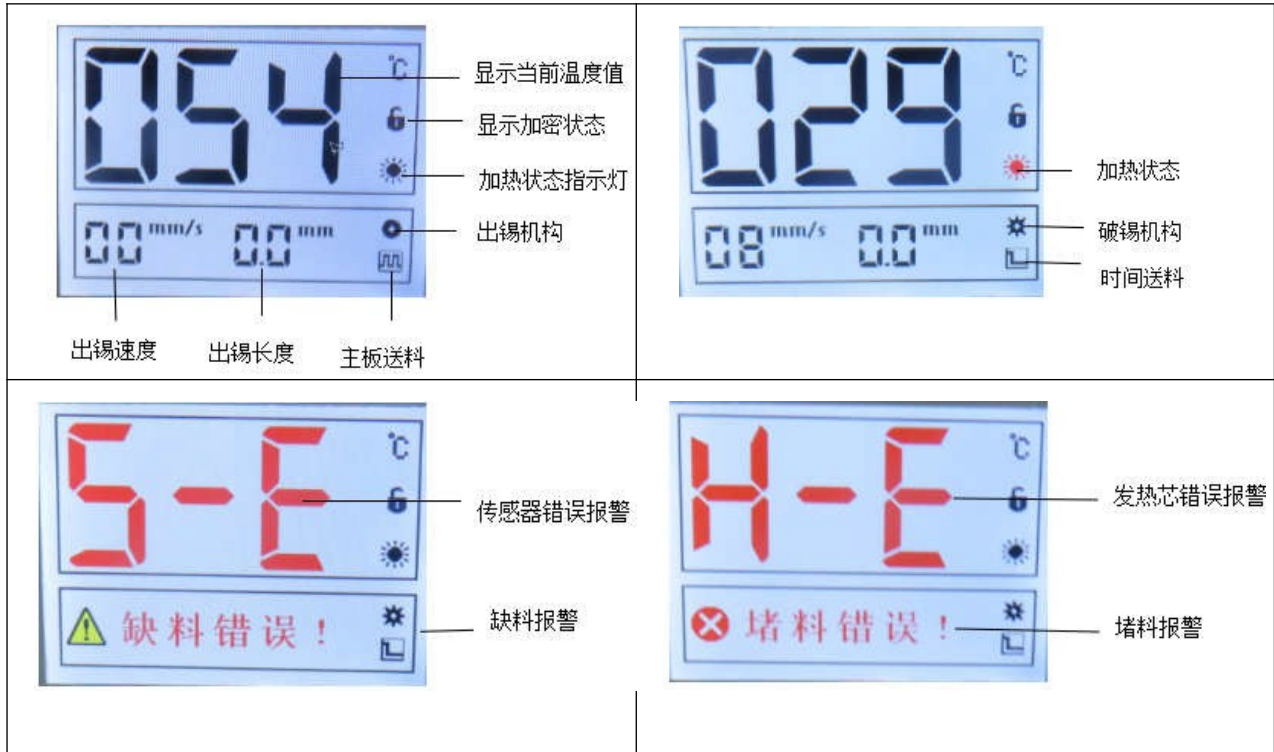 054
℃
显示当前温度值
显示加密状态
加热状态指示灯
00 mm/s
0.0 mm
出锡机构
出锡速度
出锡长度
主板送料
029
℃
加热状态
08 mm/s
0.0 mm
破锡机构
时间送料
S-E
℃
传感器错误报警
缺料错误!
缺料报警
H-E
℃
发热芯错误报警
堵料错误!
堵料报警